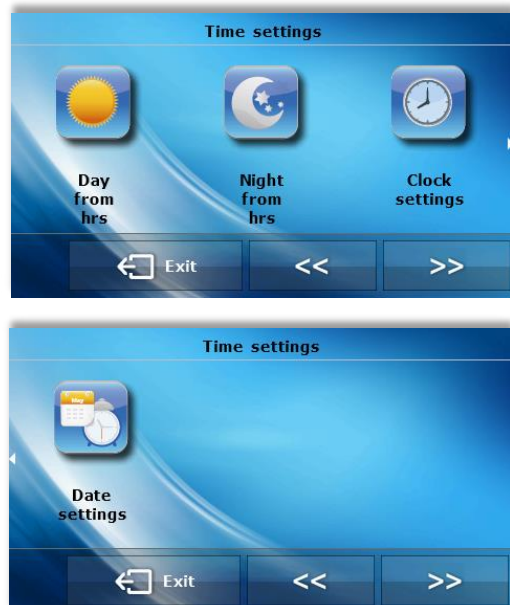 Time settings
Day
from
hrs
Night
from
hrs
Clock
settings
Exit
<<
>>
Time settings
May
Date
settings
Exit
<<
>>